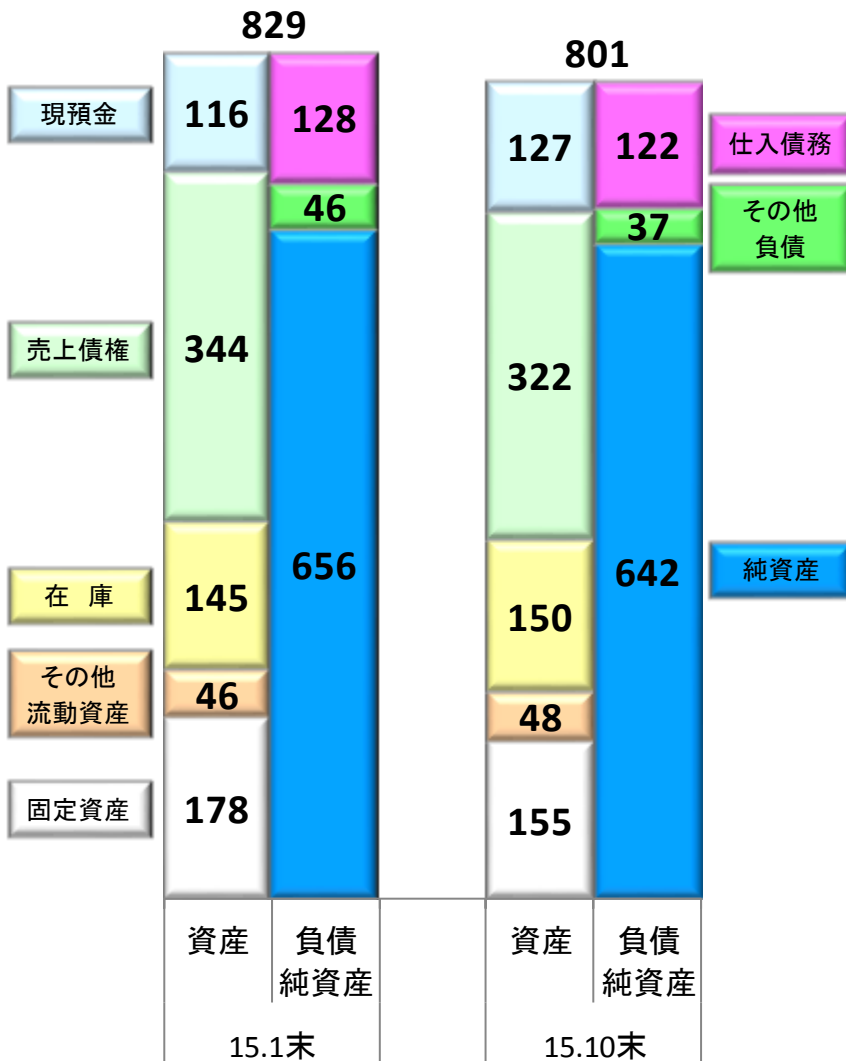 829
801
現預金
116
128
127
122
仕入債務
46
37
その他
負債
売上債権
344
322
656
642
純資産
在 庫
145
150
その他
流動資産
46
48
固定資産
178
155
資産
負債
純資産
資産
負債
純資産
15.1末
15.10末